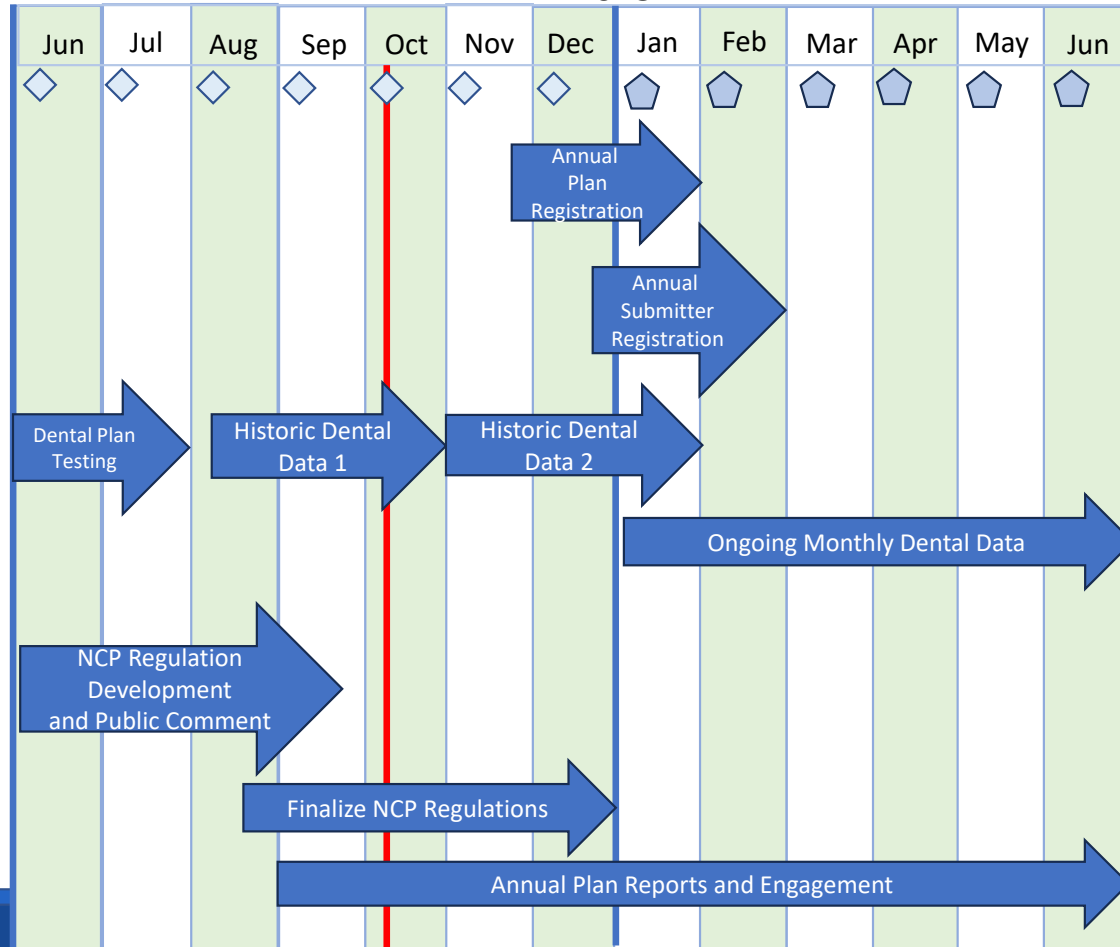 Jun Jul Aug Sep Oct Nov Dec Jan Feb Mar Apr May Jun
Annual
Plan
Registration
Annual
Submitter
Registration
Dental Plan
Testing
Historic Dental
Data 1
Historic Dental
Data 2
Ongoing Monthly Dental Data
NCP Regulation
Development
and Public Comment
Finalize NCP Regulations
Annual Plan Reports and Engagement